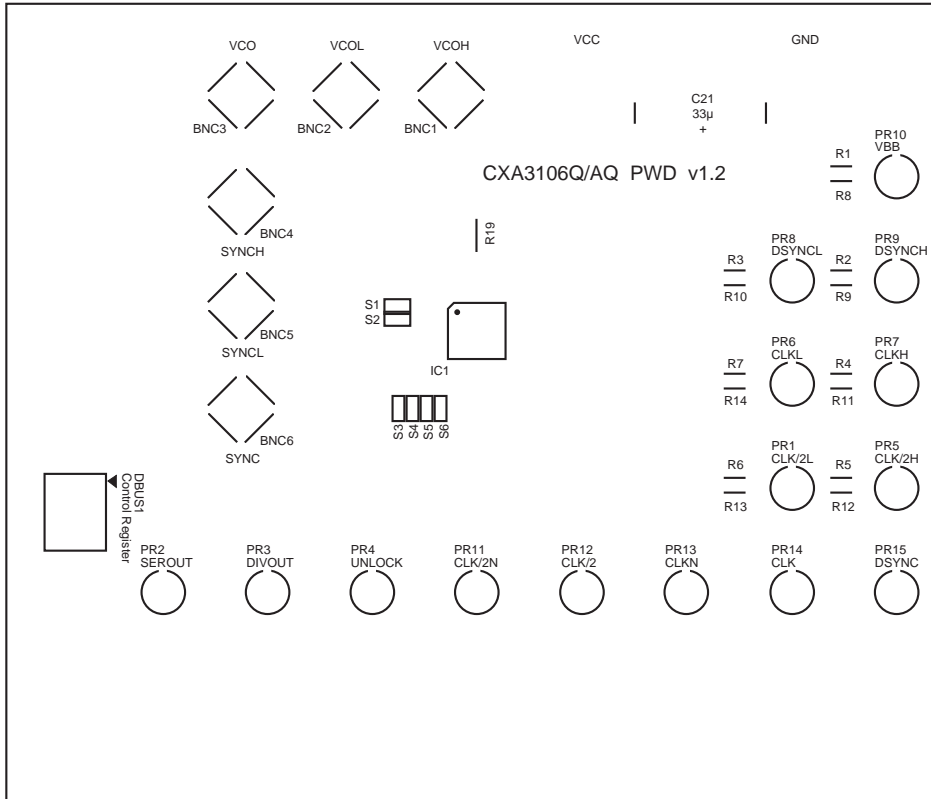 VCO
VCOL
VCOH
VCC
GND
BNC3
BNC2
BNC1
C21
33µ
+
CXA3106Q/AQ PWD v1.2
R1
R8
PR10
VBB
BNC4
SYNCH
R19
R3
R10
PR8
DSYNCL
R2
R9
PR9
DSYNCH
S1
S2
BNC5
SYNCL
IC1
R7
R14
PR6
CLKL
R4
R11
PR7
CLKH
S3
S4
S5
S6
BNC6
SYNC
R6
R13
PR1
CLK/2L
R5
R12
PR5
CLK/2H
DBUS1
Control Register
PR2
SEROUT
PR3
DIVOUT
PR4
UNLOCK
PR11
CLK/2N
PR12
CLK/2
PR13
CLKN
PR14
CLK
PR15
DSYNC